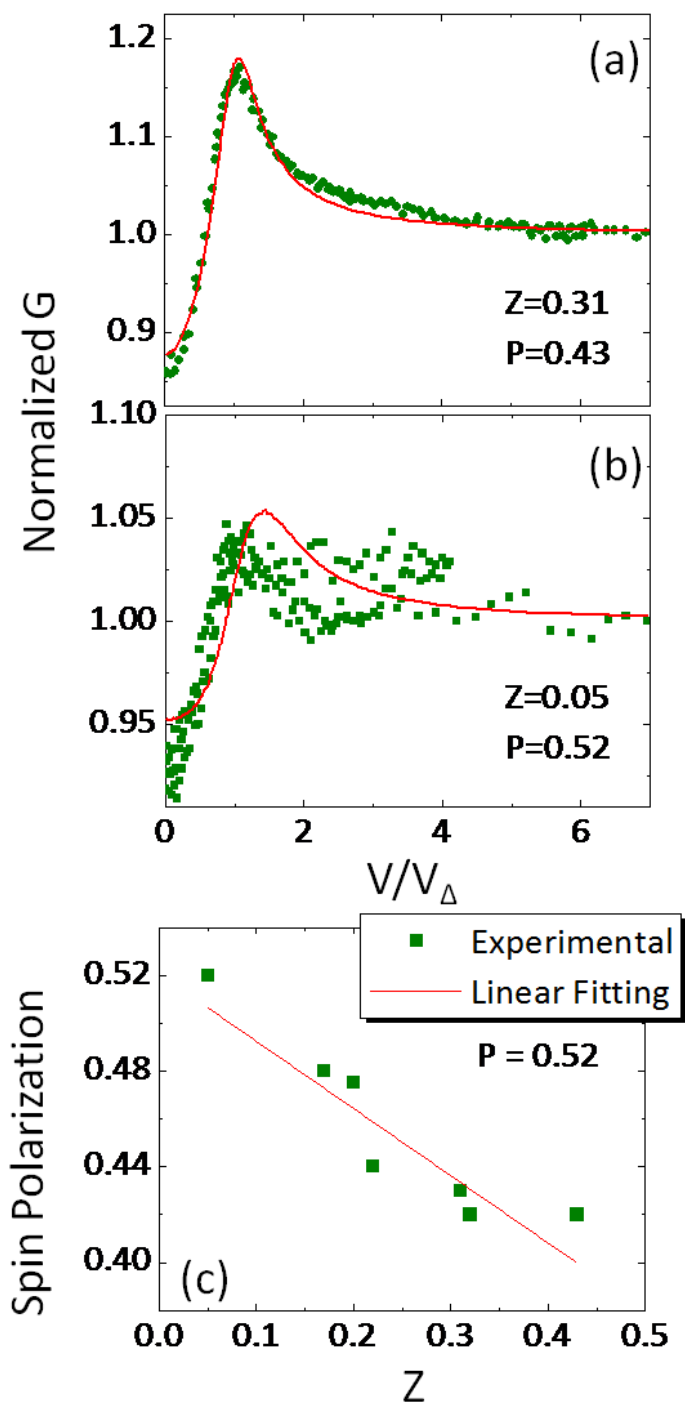 1.2
(a)
1.1
1.0
0.9
Z=0.31
P=0.43
Normalized G
1.10
(b)
1.05
1.00
0.95
Z=0.05
P=0.52
0 2 4 6
V/V_Δ
Experimental
Linear Fitting
0.52
P = 0.52
0.48
0.44
0.40
Spin Polarization
(c)
0.0 0.1 0.2 0.3 0.4 0.5
Z